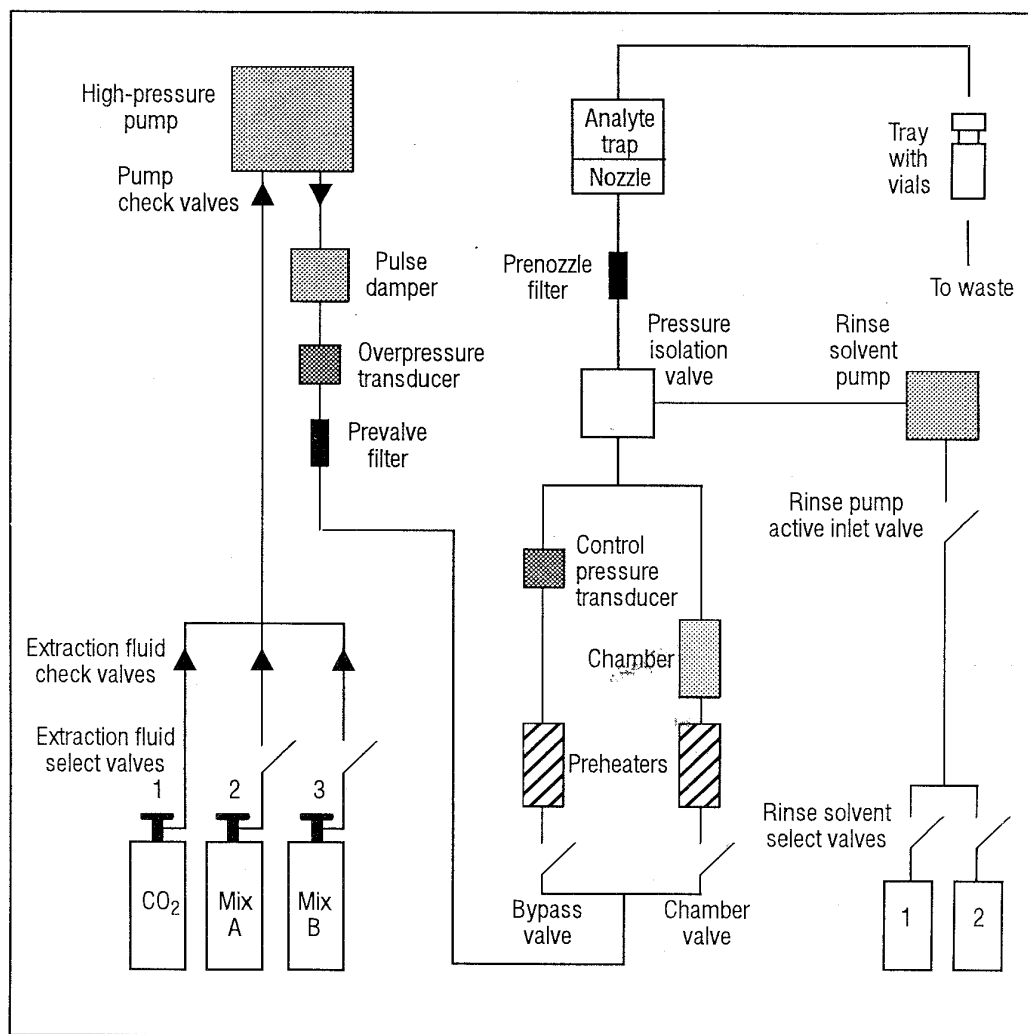 High-pressure
pump
Pump
check valves
Pulse
damper
Overpressure
transducer
Prevalve
filter
Extraction fluid
check valves
Extraction fluid
select valves
1
2
3
CO₂
Mix
A
Mix
B
Analyte
trap
Nozzle
Prenozzle
filter
Pressure
isolation
valve
Control
pressure
transducer
Chamber
Preheaters
Bypass
valve
Chamber
valve
Tray
with
vials
To waste
Rinse
solvent
pump
Rinse pump
active inlet valve
Rinse solvent
select valves
1
2